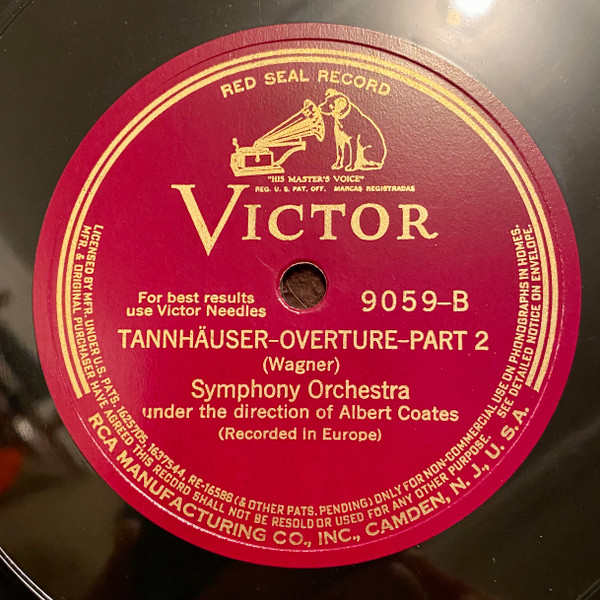 RED SEAL RECORD
"HIS MASTER'S VOICE"
REG. U. S. PAT. OFF. MARCAS REGISTRADAS
VICTOR
For best results
use Victor Needles
9059-B
TANNHÄUSER-OVERTURE-PART 2
(Wagner)
Symphony Orchestra
under the direction of Albert Coates
(Recorded in Europe)
LICENSED BY MFR. UNDER U.S. PATS. 1625705, 1637544, RE-16588 (& OTHER PATS. PENDING) ONLY FOR NON-COMMERCIAL USE ON PHONOGRAPHS IN HOMES.
MFR. & ORIGINAL PURCHASERS HAVE AGREED THIS RECORD SHALL NOT BE RESOLD OR USED FOR ANY OTHER PURPOSE. SEE DETAILED NOTICE ON ENVELOPE.
RCA MANUFACTURING CO., INC., CAMDEN, N. J., U. S. A.